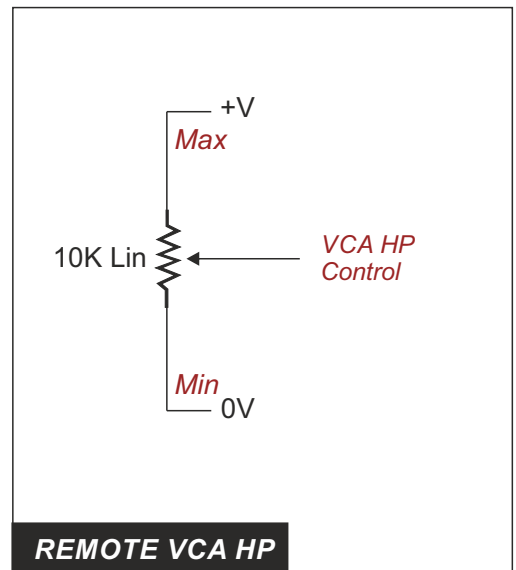 +V
Max
10K Lin
VCA HP
Control
Min
0V
REMOTE VCA HP